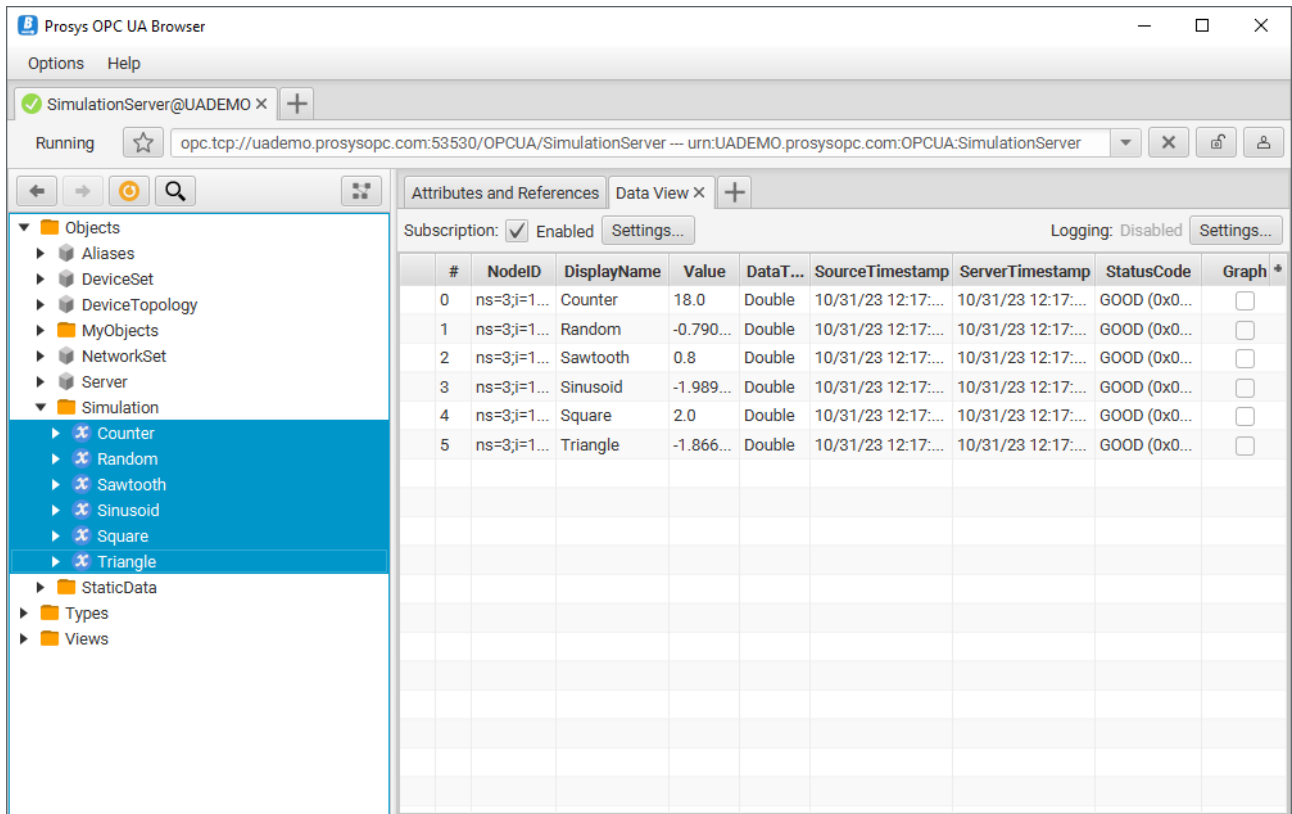 Prosys OPC UA Browser
Options Help
SimulationServer@UADEMO
Running opc.tcp://uademo.prosysopc.com:53530/OPCUA/SimulationServer --- urn:UADEMO.prosysopc.com:OPCUA:SimulationServer
Attributes and References Data View
Subscription: Enabled Settings... Logging: Disabled Settings...
Objects
Aliases
DeviceSet
DeviceTopology
MyObjects
NetworkSet
Server
Simulation
Counter
Random
Sawtooth
Sinusoid
Square
Triangle
StaticData
Types
Views
# NodeID DisplayName Value DataT... SourceTimestamp ServerTimestamp StatusCode Graph
0 ns=3;i=1... Counter 18.0 Double 10/31/23 12:17:... 10/31/23 12:17:... GOOD (0x0...
1 ns=3;i=1... Random -0.790... Double 10/31/23 12:17:... 10/31/23 12:17:... GOOD (0x0...
2 ns=3;i=1... Sawtooth 0.8 Double 10/31/23 12:17:... 10/31/23 12:17:... GOOD (0x0...
3 ns=3;i=1... Sinusoid -1.989... Double 10/31/23 12:17:... 10/31/23 12:17:... GOOD (0x0...
4 ns=3;i=1... Square 2.0 Double 10/31/23 12:17:... 10/31/23 12:17:... GOOD (0x0...
5 ns=3;i=1... Triangle -1.866... Double 10/31/23 12:17:... 10/31/23 12:17:... GOOD (0x0...